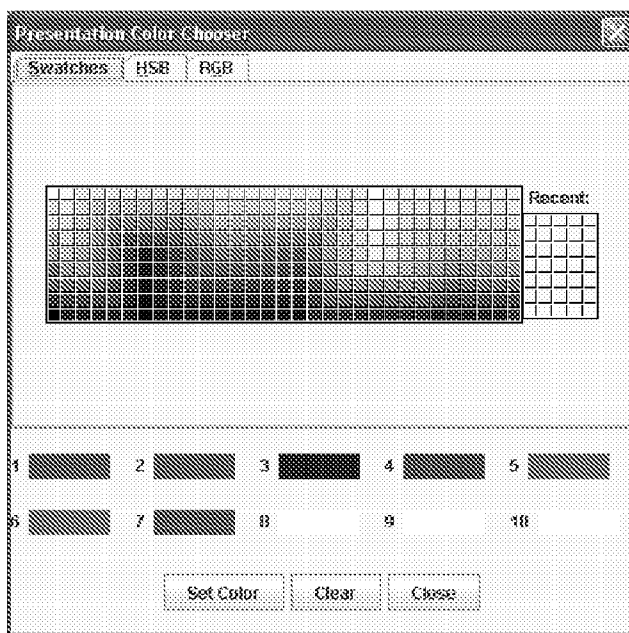 Presentation Color Chooser
Swatches HSB RGB
Recent:
1 2 3 4 5
6 7 8 9 10
Set Color Clear Close